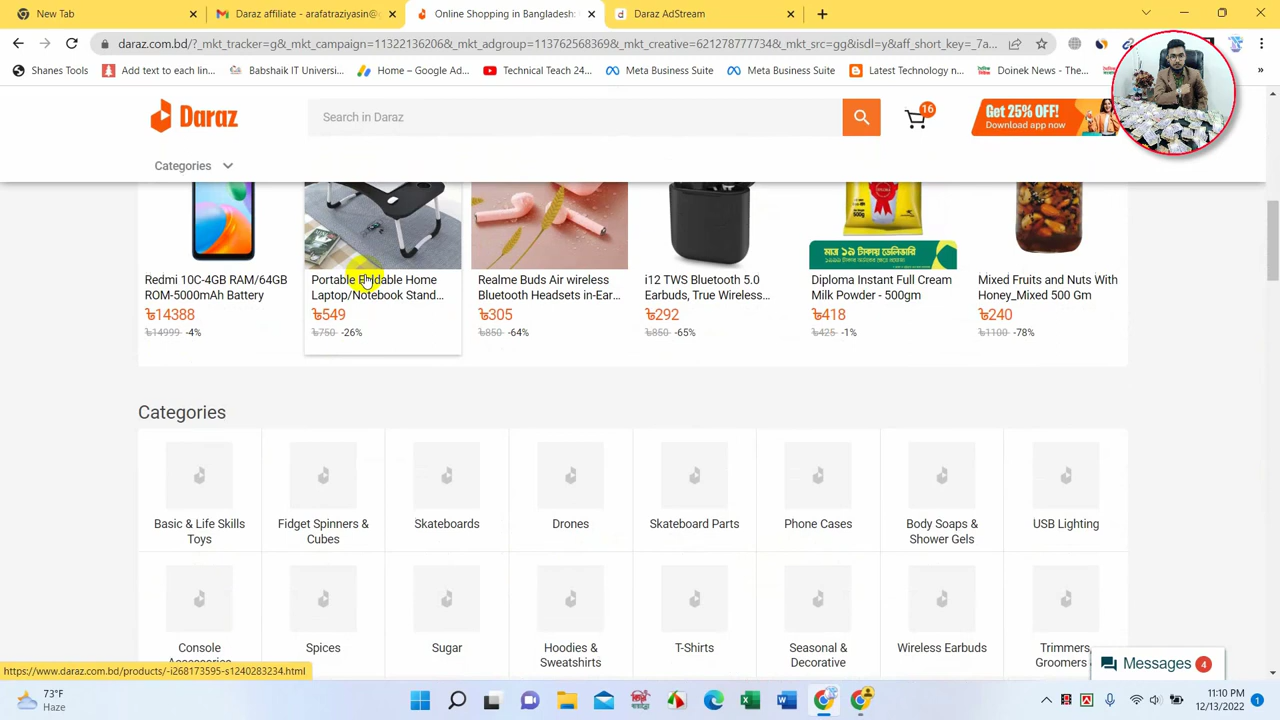 New Tab
Daraz affiliate - arafatraziyasin@
Online Shopping in Bangladesh:
Daraz AdStream
daraz.com.bd/?_mkt_tracker=g&_mkt_campaign=11322136016&_mkt_adgrp=1137625683698&_mkt_creative=621278777734&_mkt_src=gg&isdl=y&aff_short_key=_7a...
Shanes Tools
Add text to each lin...
Babshaik IT Universi...
Home – Google Ad...
Technical Teach 24...
Meta Business Suite
Meta Business Suite
Latest Technology n...
Doinek News - The...
»
Daraz
Search in Daraz
16
Get 25% OFF!
Download app now
Categories
500g
মাত্র ১৯ টাকায় ডেলিভারি
Redmi 10C-4GB RAM/64GB
ROM-5000mAh Battery
৳14388
৳14999 -4%
Portable Foldable Home
Laptop/Notebook Stand...
৳549
৳750 -26%
Realme Buds Air wireless
Bluetooth Headsets in-Ear...
৳305
৳850 -64%
i12 TWS Bluetooth 5.0
Earbuds, True Wireless...
৳292
৳850 -65%
Diploma Instant Full Cream
Milk Powder - 500gm
৳418
৳425 -1%
Mixed Fruits and Nuts With
Honey_Mixed 500 Gm
৳240
৳1100 -78%
Categories
Basic & Life Skills
Toys
Fidget Spinners &
Cubes
Skateboards
Drones
Skateboard Parts
Phone Cases
Body Soaps &
Shower Gels
USB Lighting
Console
Accessories
Spices
Sugar
Hoodies &
Sweatshirts
T-Shirts
Seasonal &
Decorative
Wireless Earbuds
Trimmers,
Groomers
Messages 4
https://www.daraz.com.bd/products/-i268173595-s1240283234.html
73°F
Haze
11:10 PM
12/13/2022
1